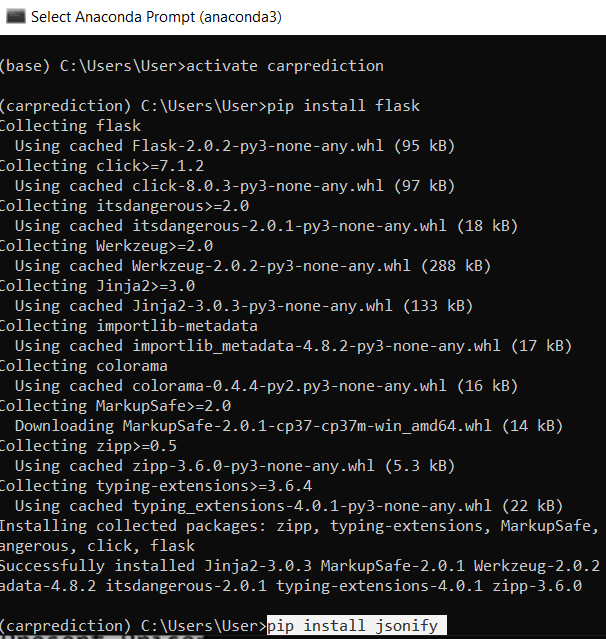 Select Anaconda Prompt (anaconda3)
(base) C:\Users\User>activate carprediction
(carprediction) C:\Users\User>pip install flask
Collecting flask
  Using cached Flask-2.0.2-py3-none-any.whl (95 kB)
Collecting click>=7.1.2
  Using cached click-8.0.3-py3-none-any.whl (97 kB)
Collecting itsdangerous>=2.0
  Using cached itsdangerous-2.0.1-py3-none-any.whl (18 kB)
Collecting Werkzeug>=2.0
  Using cached Werkzeug-2.0.2-py3-none-any.whl (288 kB)
Collecting Jinja2>=3.0
  Using cached Jinja2-3.0.3-py3-none-any.whl (133 kB)
Collecting importlib-metadata
  Using cached importlib_metadata-4.8.2-py3-none-any.whl (17 kB)
Collecting colorama
  Using cached colorama-0.4.4-py2.py3-none-any.whl (16 kB)
Collecting MarkupSafe>=2.0
  Downloading MarkupSafe-2.0.1-cp37-cp37m-win_amd64.whl (14 kB)
Collecting zipp>=0.5
  Using cached zipp-3.6.0-py3-none-any.whl (5.3 kB)
Collecting typing-extensions>=3.6.4
  Using cached typing_extensions-4.0.1-py3-none-any.whl (22 kB)
Installing collected packages: zipp, typing-extensions, MarkupSafe,
angerous, click, flask
Successfully installed Jinja2-3.0.3 MarkupSafe-2.0.1 Werkzeug-2.0.2
adata-4.8.2 itsdangerous-2.0.1 typing-extensions-4.0.1 zipp-3.6.0
(carprediction) C:\Users\User>pip install jsonify